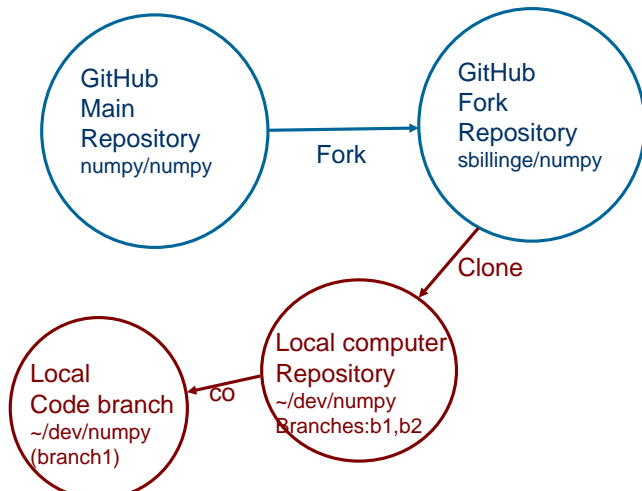 GitHub
Main
Repository
numpy/numpy
Fork
GitHub
Fork
Repository
sbillinge/numpy
Clone
Local computer
Repository
~/dev/numpy
Branches:b1,b2
co
Local
Code branch
~/dev/numpy
(branch1)